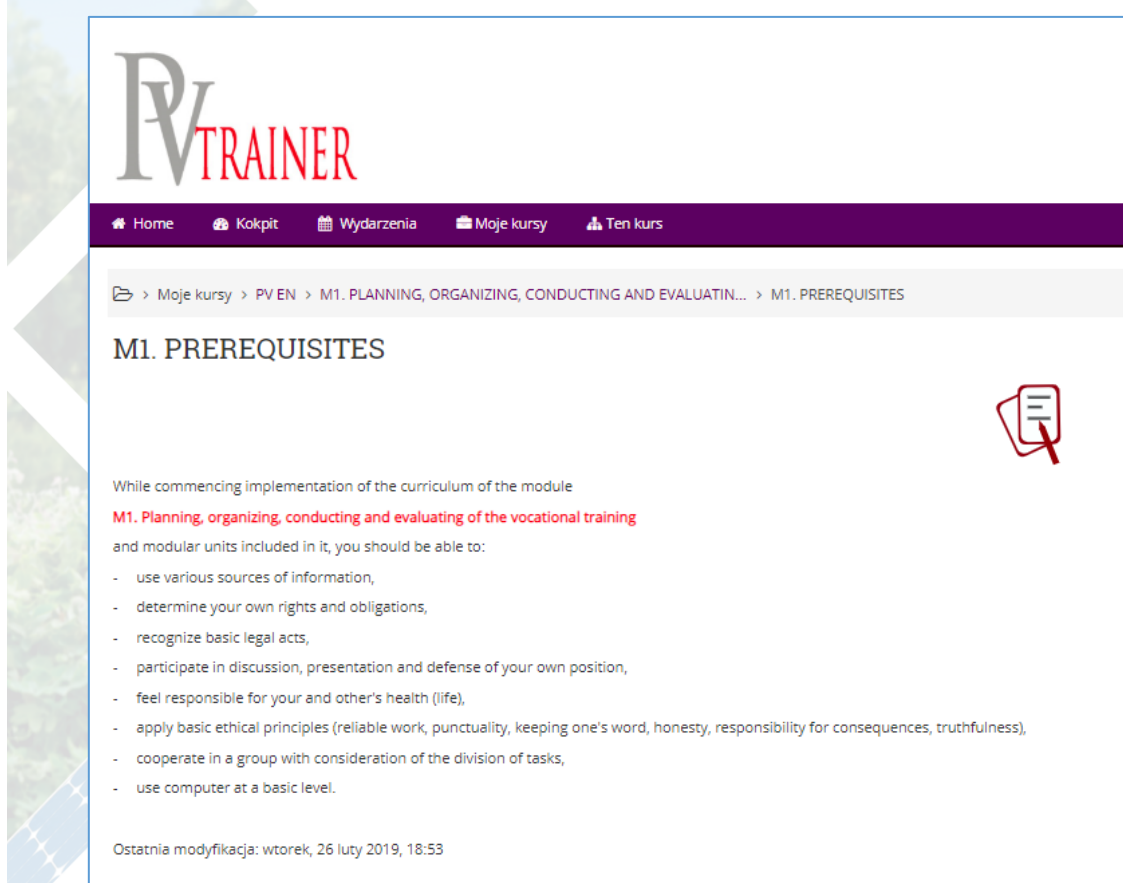 PV TRAINER
Home Kokpit Wydarzenia Moje kursy Ten kurs
> Moje kursy > PV EN > M1. PLANNING, ORGANIZING, CONDUCTING AND EVALUATIN... > M1. PREREQUISITES
M1. PREREQUISITES
While commencing implementation of the curriculum of the module
M1. Planning, organizing, conducting and evaluating of the vocational training
and modular units included in it, you should be able to:
- use various sources of information,
- determine your own rights and obligations,
- recognize basic legal acts,
- participate in discussion, presentation and defense of your own position,
- feel responsible for your and other's health (life),
- apply basic ethical principles (reliable work, punctuality, keeping one's word, honesty, responsibility for consequences, truthfulness),
- cooperate in a group with consideration of the division of tasks,
- use computer at a basic level.
Ostatnia modyfikacja: wtorek, 26 luty 2019, 18:53